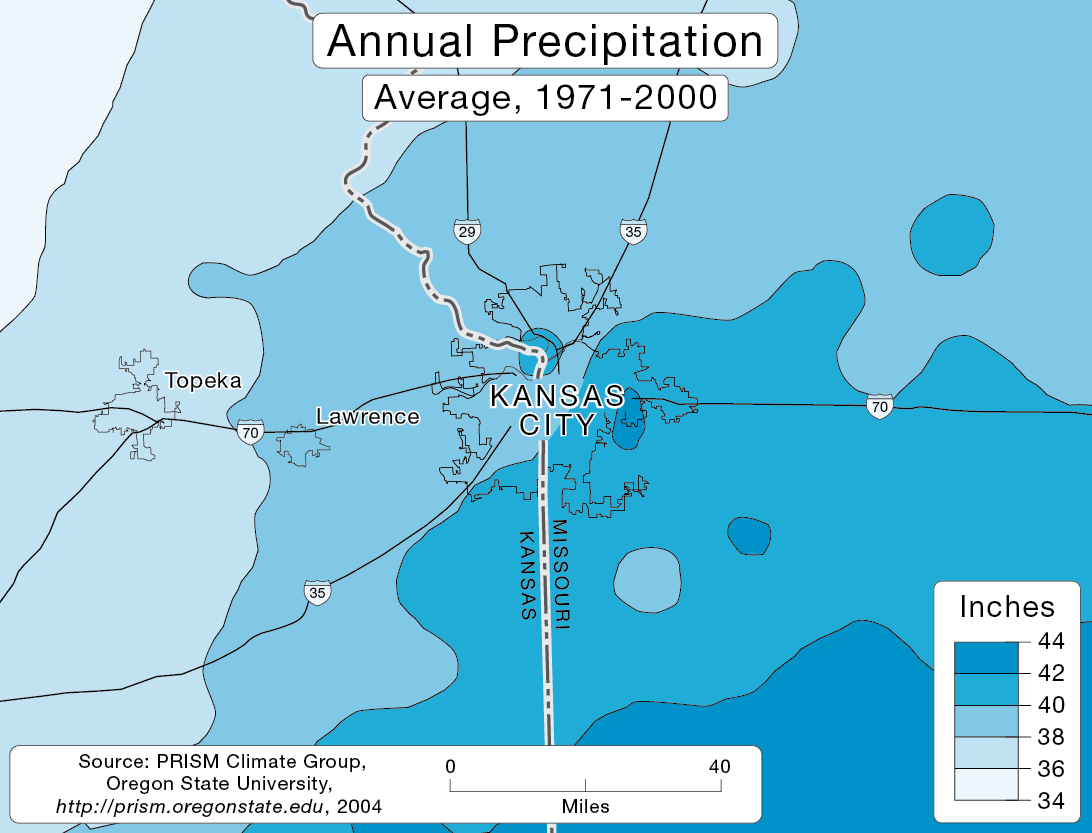 Annual Precipitation
Average, 1971-2000
29
35
Topeka
KANSAS
CITY
Lawrence
70
70
MISSOURI
KANSAS
35
Inches
44
42
40
38
36
34
Source: PRISM Climate Group,
Oregon State University,
http://prism.oregonstate.edu, 2004
0
40
Miles